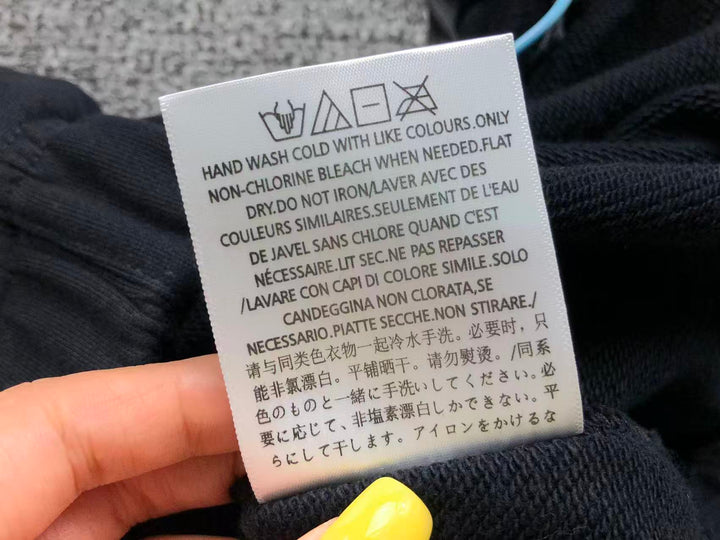 HAND WASH COLD WITH LIKE COLOURS.ONLY
NON-CHLORINE BLEACH WHEN NEEDED.FLAT
DRY.DO NOT IRON/LAVER AVEC DES
COULEURS SIMILAIRES.SEULEMENT DE L'EAU
DE JAVEL SANS CHLORE QUAND C'EST
NÉCESSAIRE.LIT SEC.NE PAS REPASSER
/LAVARE CON CAPI DI COLORE SIMILE.SOLO
CANDEGGINA NON CLORATA,SE
NECESSARIO.PIATTE SECCHE.NON STIRARE./
请与同类色衣物一起冷水手洗。必要时，只
能非氯漂白。平铺晒干。请勿熨烫。/同系
色のものと一緒に手洗いしてください。必
要に応じて、非塩素漂白しかできない。平
らにして干します。アイロンをかけるな